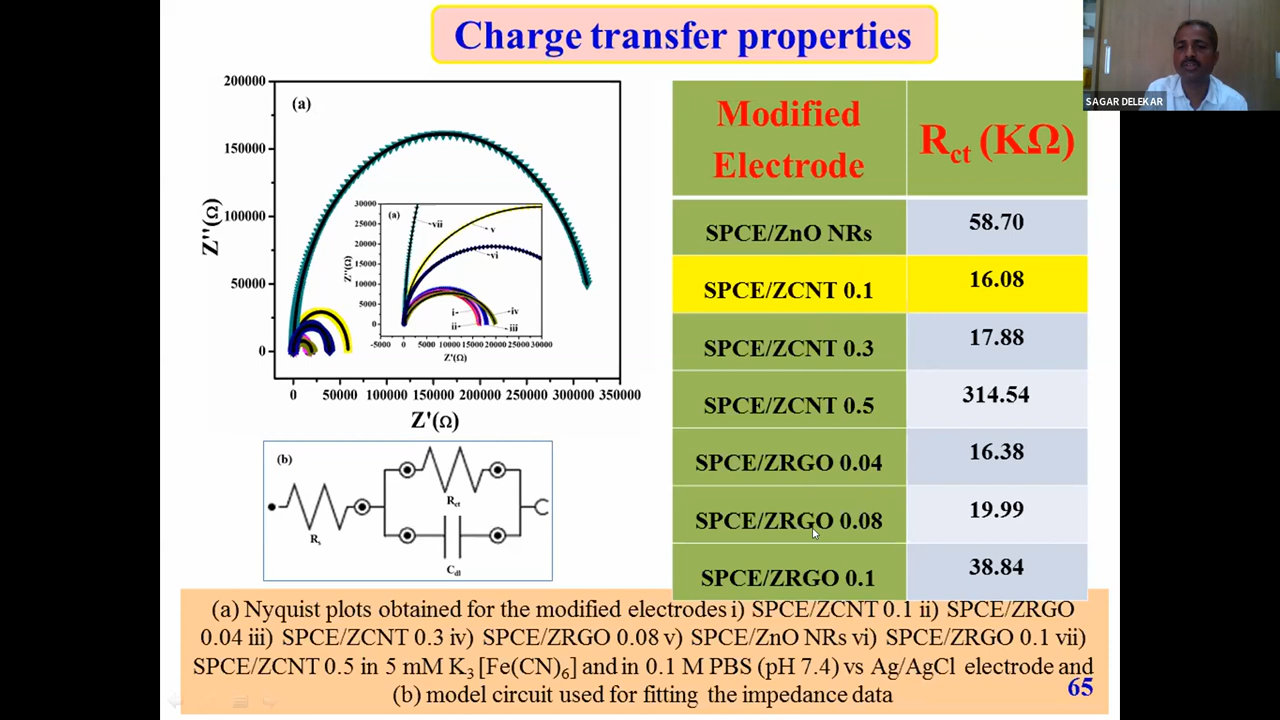 Charge transfer properties
SAGAR DELEKAR
(a)
200000
150000
100000
50000
0
Z''(Ω)
0 50000 100000 150000 200000 250000 300000 350000
Z'(Ω)
(a)
30000
25000
20000
15000
10000
5000
0
Z''(Ω)
vii
v
vi
i
iv
ii
iii
-5000 0 5000 10000 15000 20000 25000 30000
Z'(Ω)
(b)
Rs
Rct
Cdl
Modified Electrode Rct (KΩ)
SPCE/ZnO NRs 58.70
SPCE/ZCNT 0.1 16.08
SPCE/ZCNT 0.3 17.88
SPCE/ZCNT 0.5 314.54
SPCE/ZRGO 0.04 16.38
SPCE/ZRGO 0.08 19.99
SPCE/ZRGO 0.1 38.84
(a) Nyquist plots obtained for the modified electrodes i) SPCE/ZCNT 0.1 ii) SPCE/ZRGO
0.04 iii) SPCE/ZCNT 0.3 iv) SPCE/ZRGO 0.08 v) SPCE/ZnO NRs vi) SPCE/ZRGO 0.1 vii)
SPCE/ZCNT 0.5 in 5 mM K3 [Fe(CN)6] and in 0.1 M PBS (pH 7.4) vs Ag/AgCl electrode and
(b) model circuit used for fitting the impedance data
65